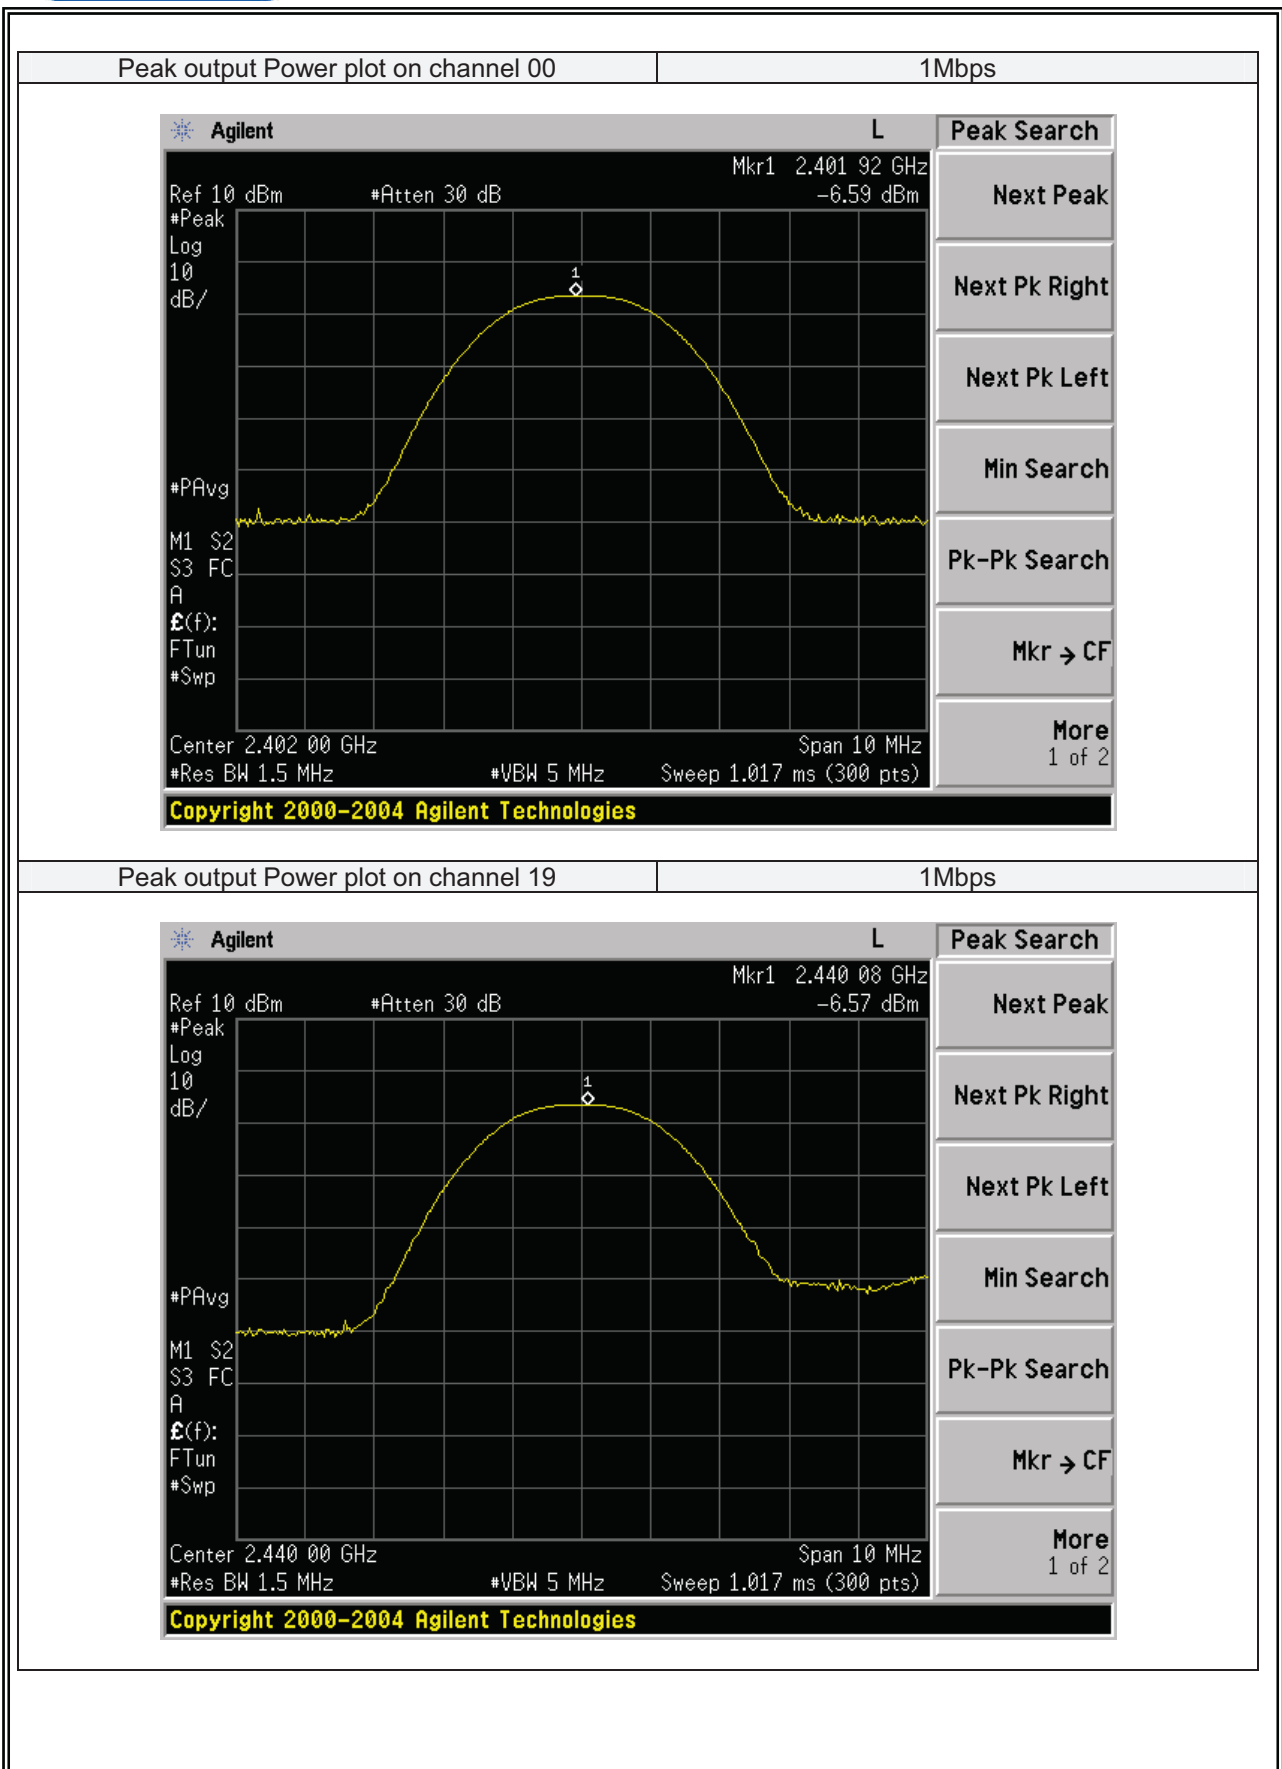 Peak output Power plot on channel 00 1Mbps
Agilent L Peak Search
Mkr1 2.401 92 GHz
Ref 10 dBm #Atten 30 dB -6.59 dBm
Next Peak
#Peak
Log
10
dB/
1
Next Pk Right
Next Pk Left
Min Search
#PAvg
M1 S2
S3 FC
Pk-Pk Search
A
£(f):
FTun
#Swp
Mkr → CF
Center 2.402 00 GHz Span 10 MHz
#Res BW 1.5 MHz #VBW 5 MHz Sweep 1.017 ms (300 pts)
More
1 of 2
Copyright 2000-2004 Agilent Technologies
Peak output Power plot on channel 19 1Mbps
Agilent L Peak Search
Mkr1 2.440 08 GHz
Ref 10 dBm #Atten 30 dB -6.57 dBm
Next Peak
#Peak
Log
10
dB/
1
Next Pk Right
Next Pk Left
Min Search
#PAvg
M1 S2
S3 FC
Pk-Pk Search
A
£(f):
FTun
#Swp
Mkr → CF
Center 2.440 00 GHz Span 10 MHz
#Res BW 1.5 MHz #VBW 5 MHz Sweep 1.017 ms (300 pts)
More
1 of 2
Copyright 2000-2004 Agilent Technologies